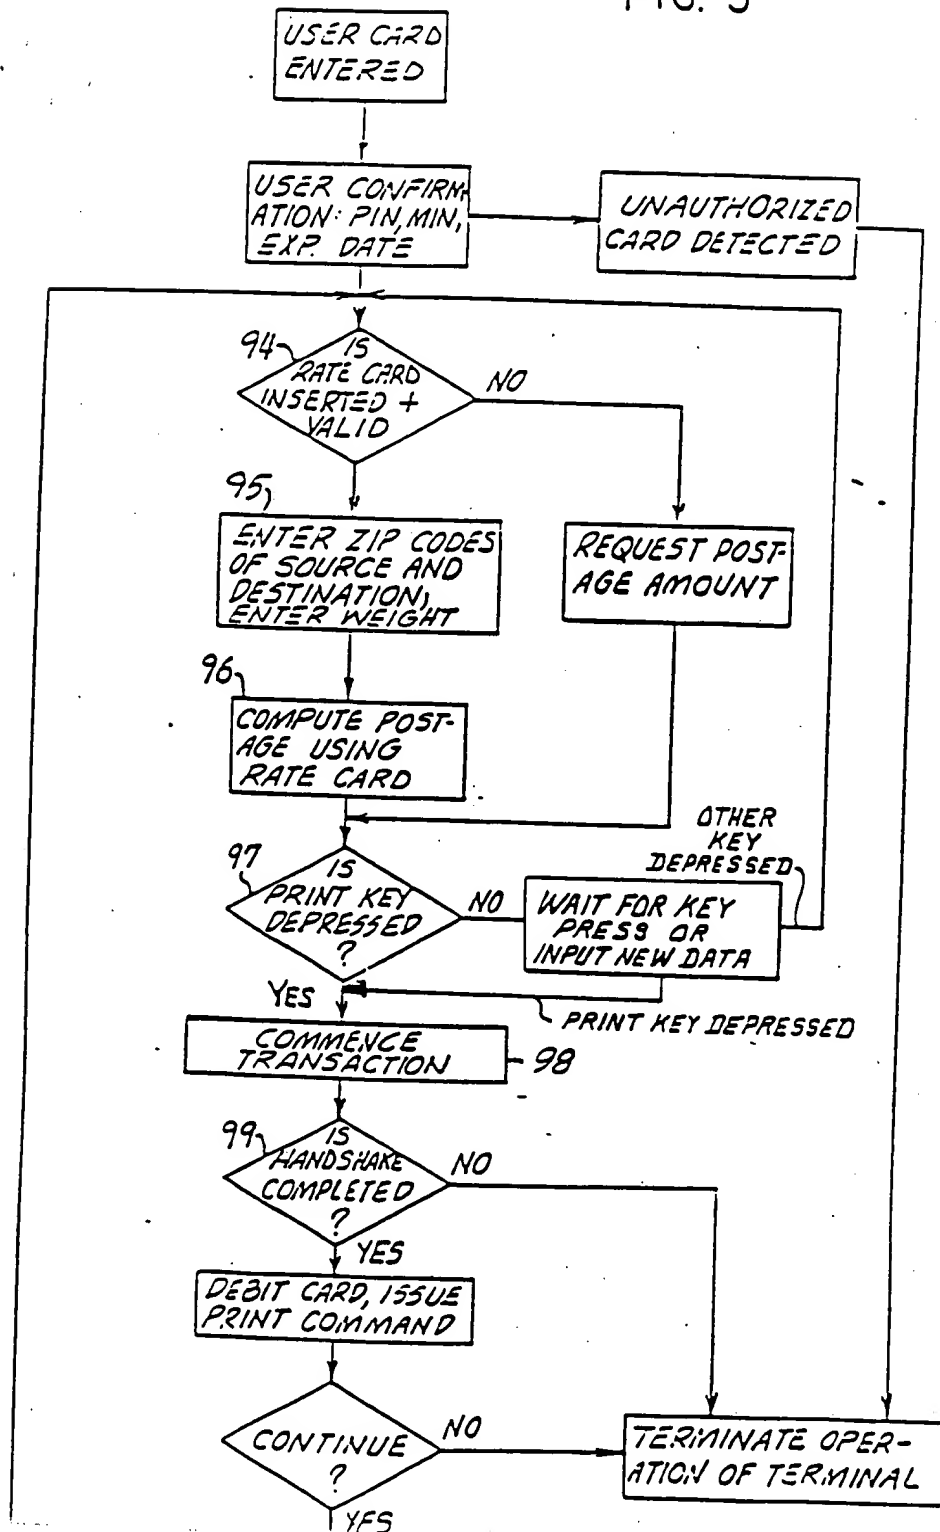 FIG. 5
USER CARD
ENTERED
USER CONFIRM-
ATION: PIN, MIN,
EXP. DATE
UNAUTHORIZED
CARD DETECTED
94
IS
RATE CARD
INSERTED +
VALID
NO
95
ENTER ZIP CODES
OF SOURCE AND
DESTINATION,
ENTER WEIGHT
REQUEST POST-
AGE AMOUNT
96
COMPUTE POST-
AGE USING
RATE CARD
OTHER
KEY
DEPRESSED
97
IS
PRINT KEY
DEPRESSED
?
NO
WAIT FOR KEY
PRESS OR
INPUT NEW DATA
YES
PRINT KEY DEPRESSED
COMMENCE
TRANSACTION
98
99
IS
HANDSHAKE
COMPLETED
?
NO
YES
DEBIT CARD, ISSUE
PRINT COMMAND
CONTINUE
?
NO
TERMINATE OPER-
ATION OF TERMINAL
YES